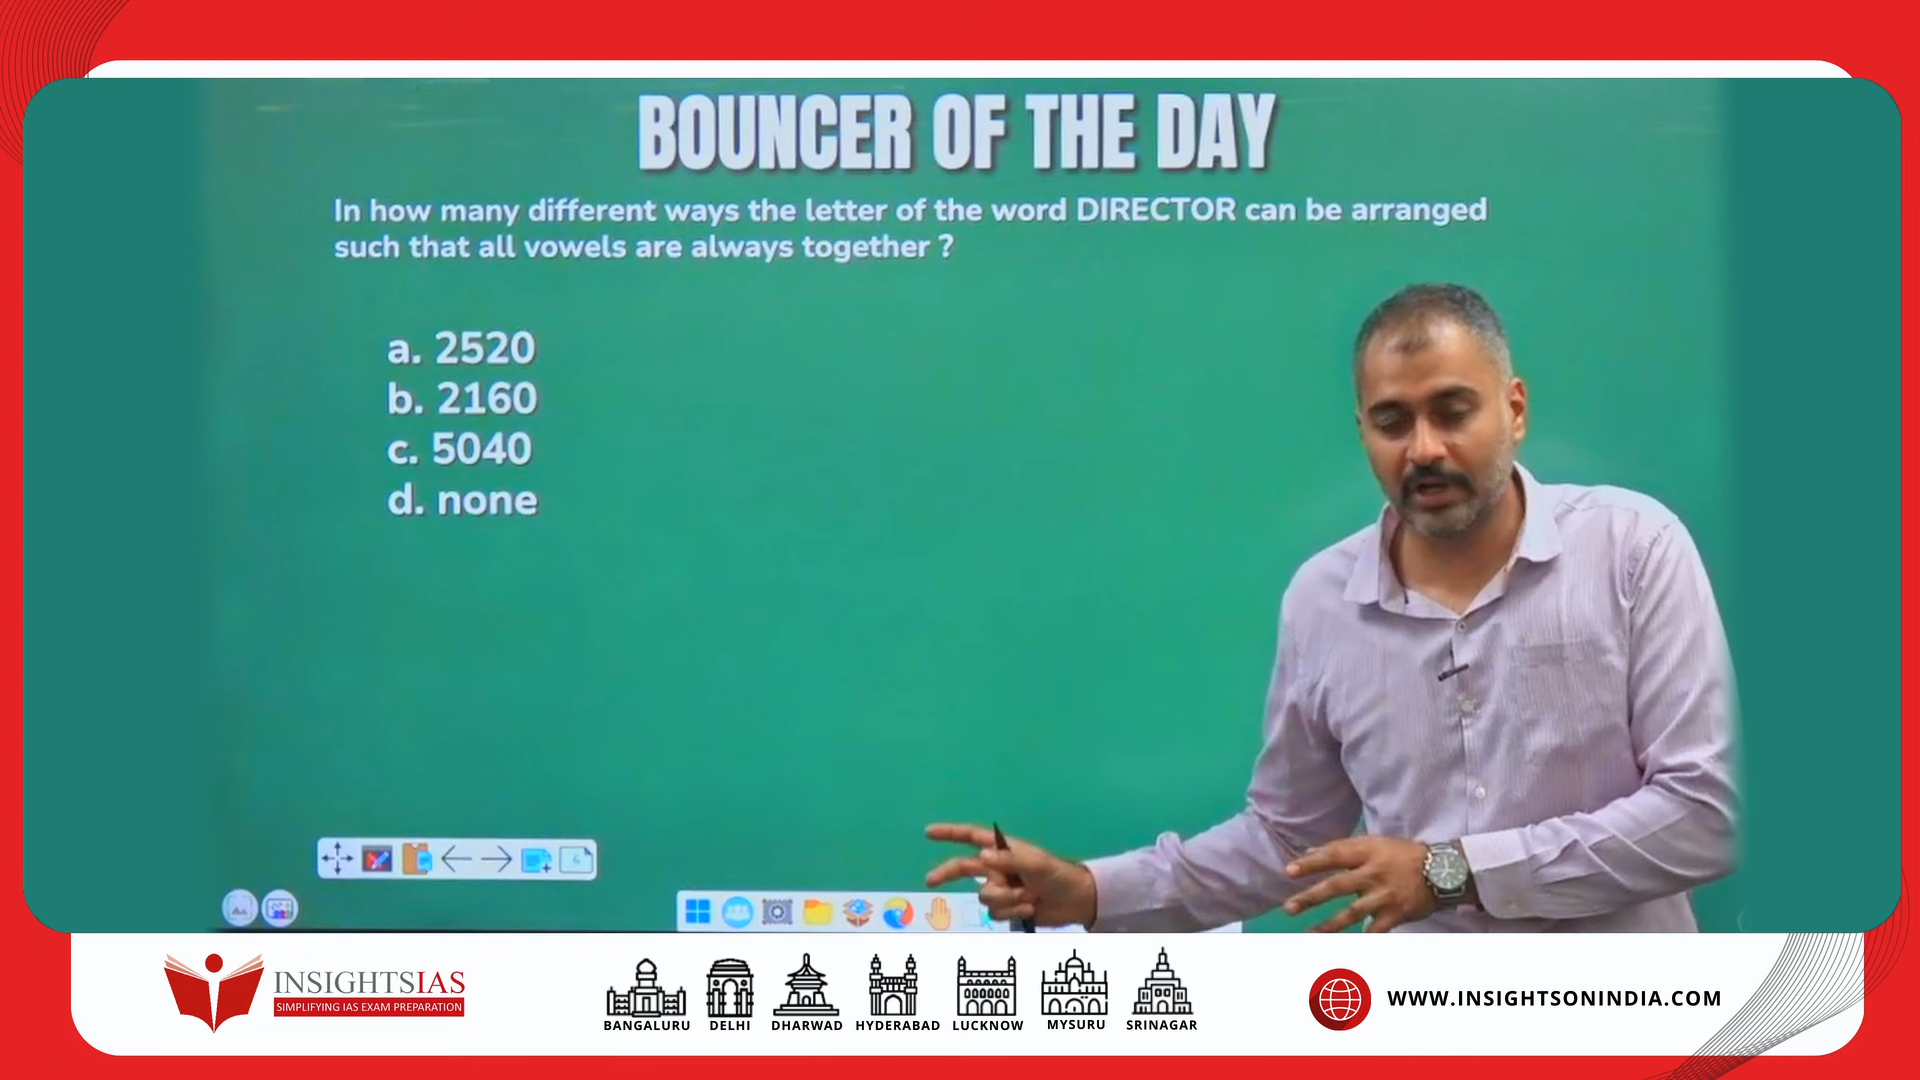 BOUNCER OF THE DAY
In how many different ways the letter of the word DIRECTOR can be arranged
such that all vowels are always together ?
a. 2520
b. 2160
c. 5040
d. none
INSIGHTSIAS
SIMPLIFYING IAS EXAM PREPARATION
BANGALURU DELHI DHARWAD HYDERABAD LUCKNOW MYSURU SRINAGAR
WWW.INSIGHTSONINDIA.COM